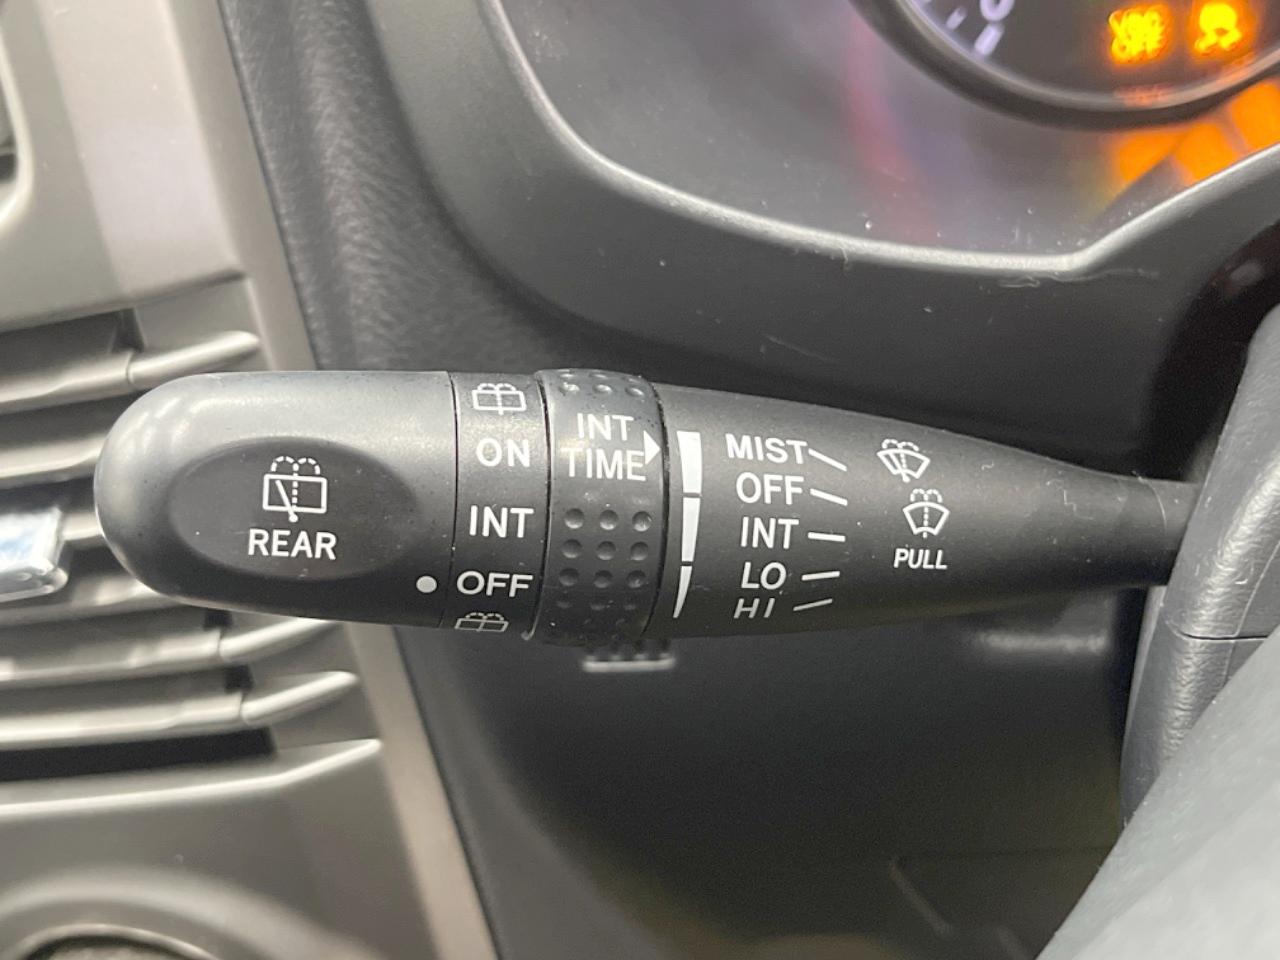 REAR
ON
INT
OFF
INT
TIME
MIST
OFF
INT
LO
HI
PULL